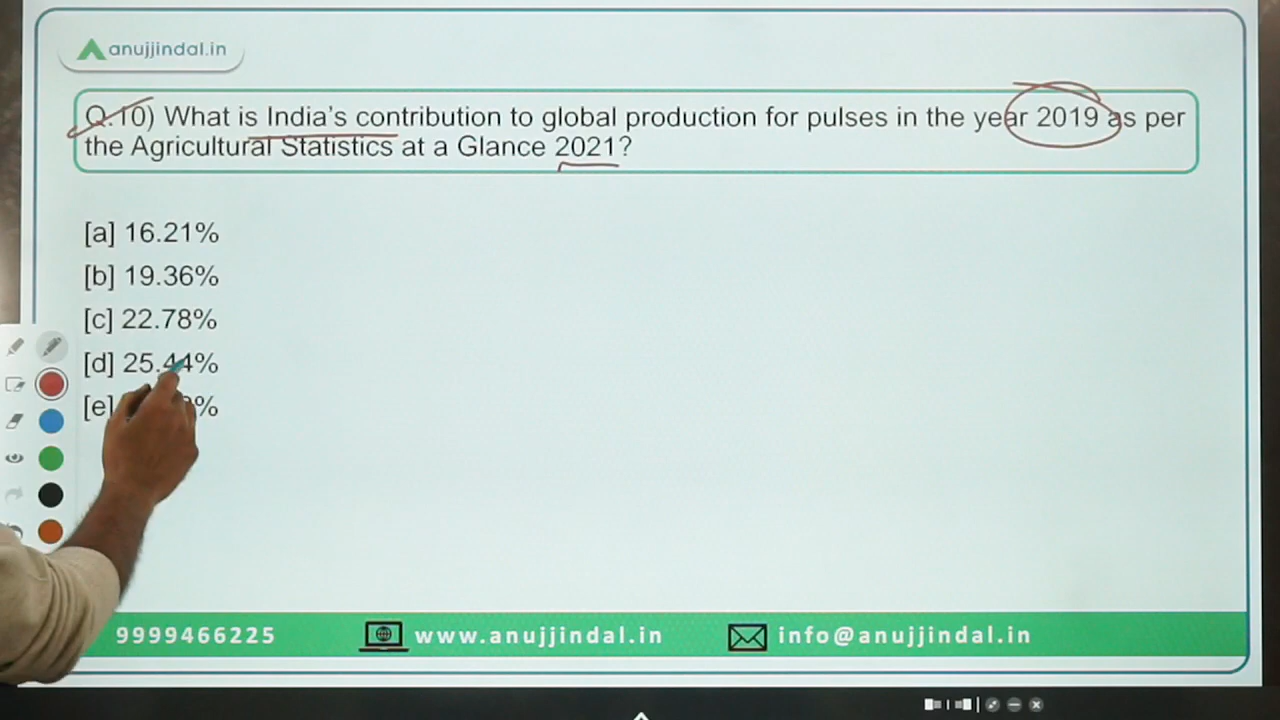 anujjindal.in
Q.10) What is India's contribution to global production for pulses in the year 2019 as per
the Agricultural Statistics at a Glance 2021?
[a] 16.21%
[b] 19.36%
[c] 22.78%
[d] 25.44%
[e] %
9999466225 www.anujjindal.in info@anujjindal.in